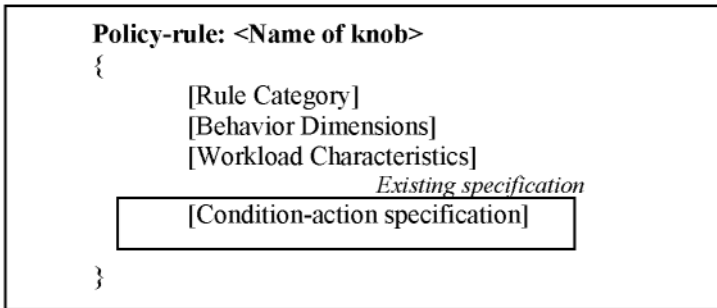 Policy-rule: <Name of knob>
{
[Rule Category]
[Behavior Dimensions]
[Workload Characteristics]
Existing specification
[Condition-action specification]
}